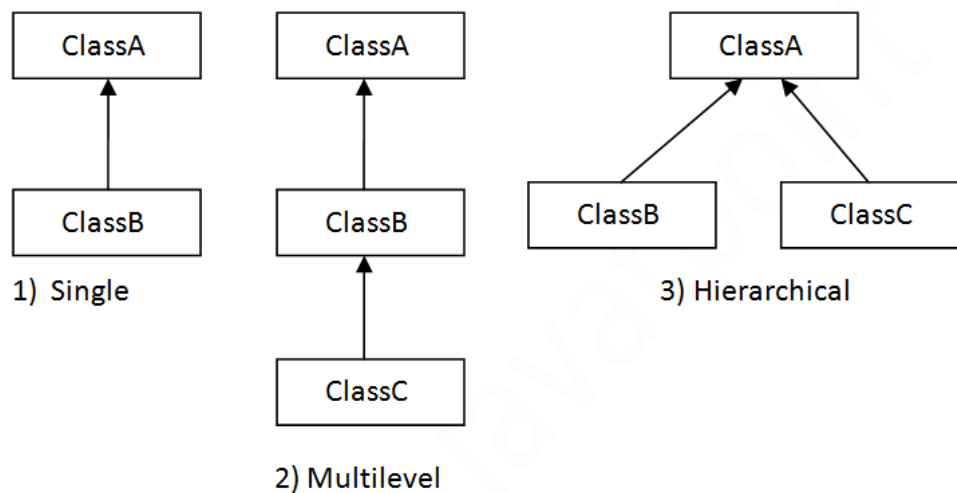 ClassA
ClassB
1) Single
ClassA
ClassB
ClassC
2) Multilevel
ClassA
ClassB
ClassC
3) Hierarchical